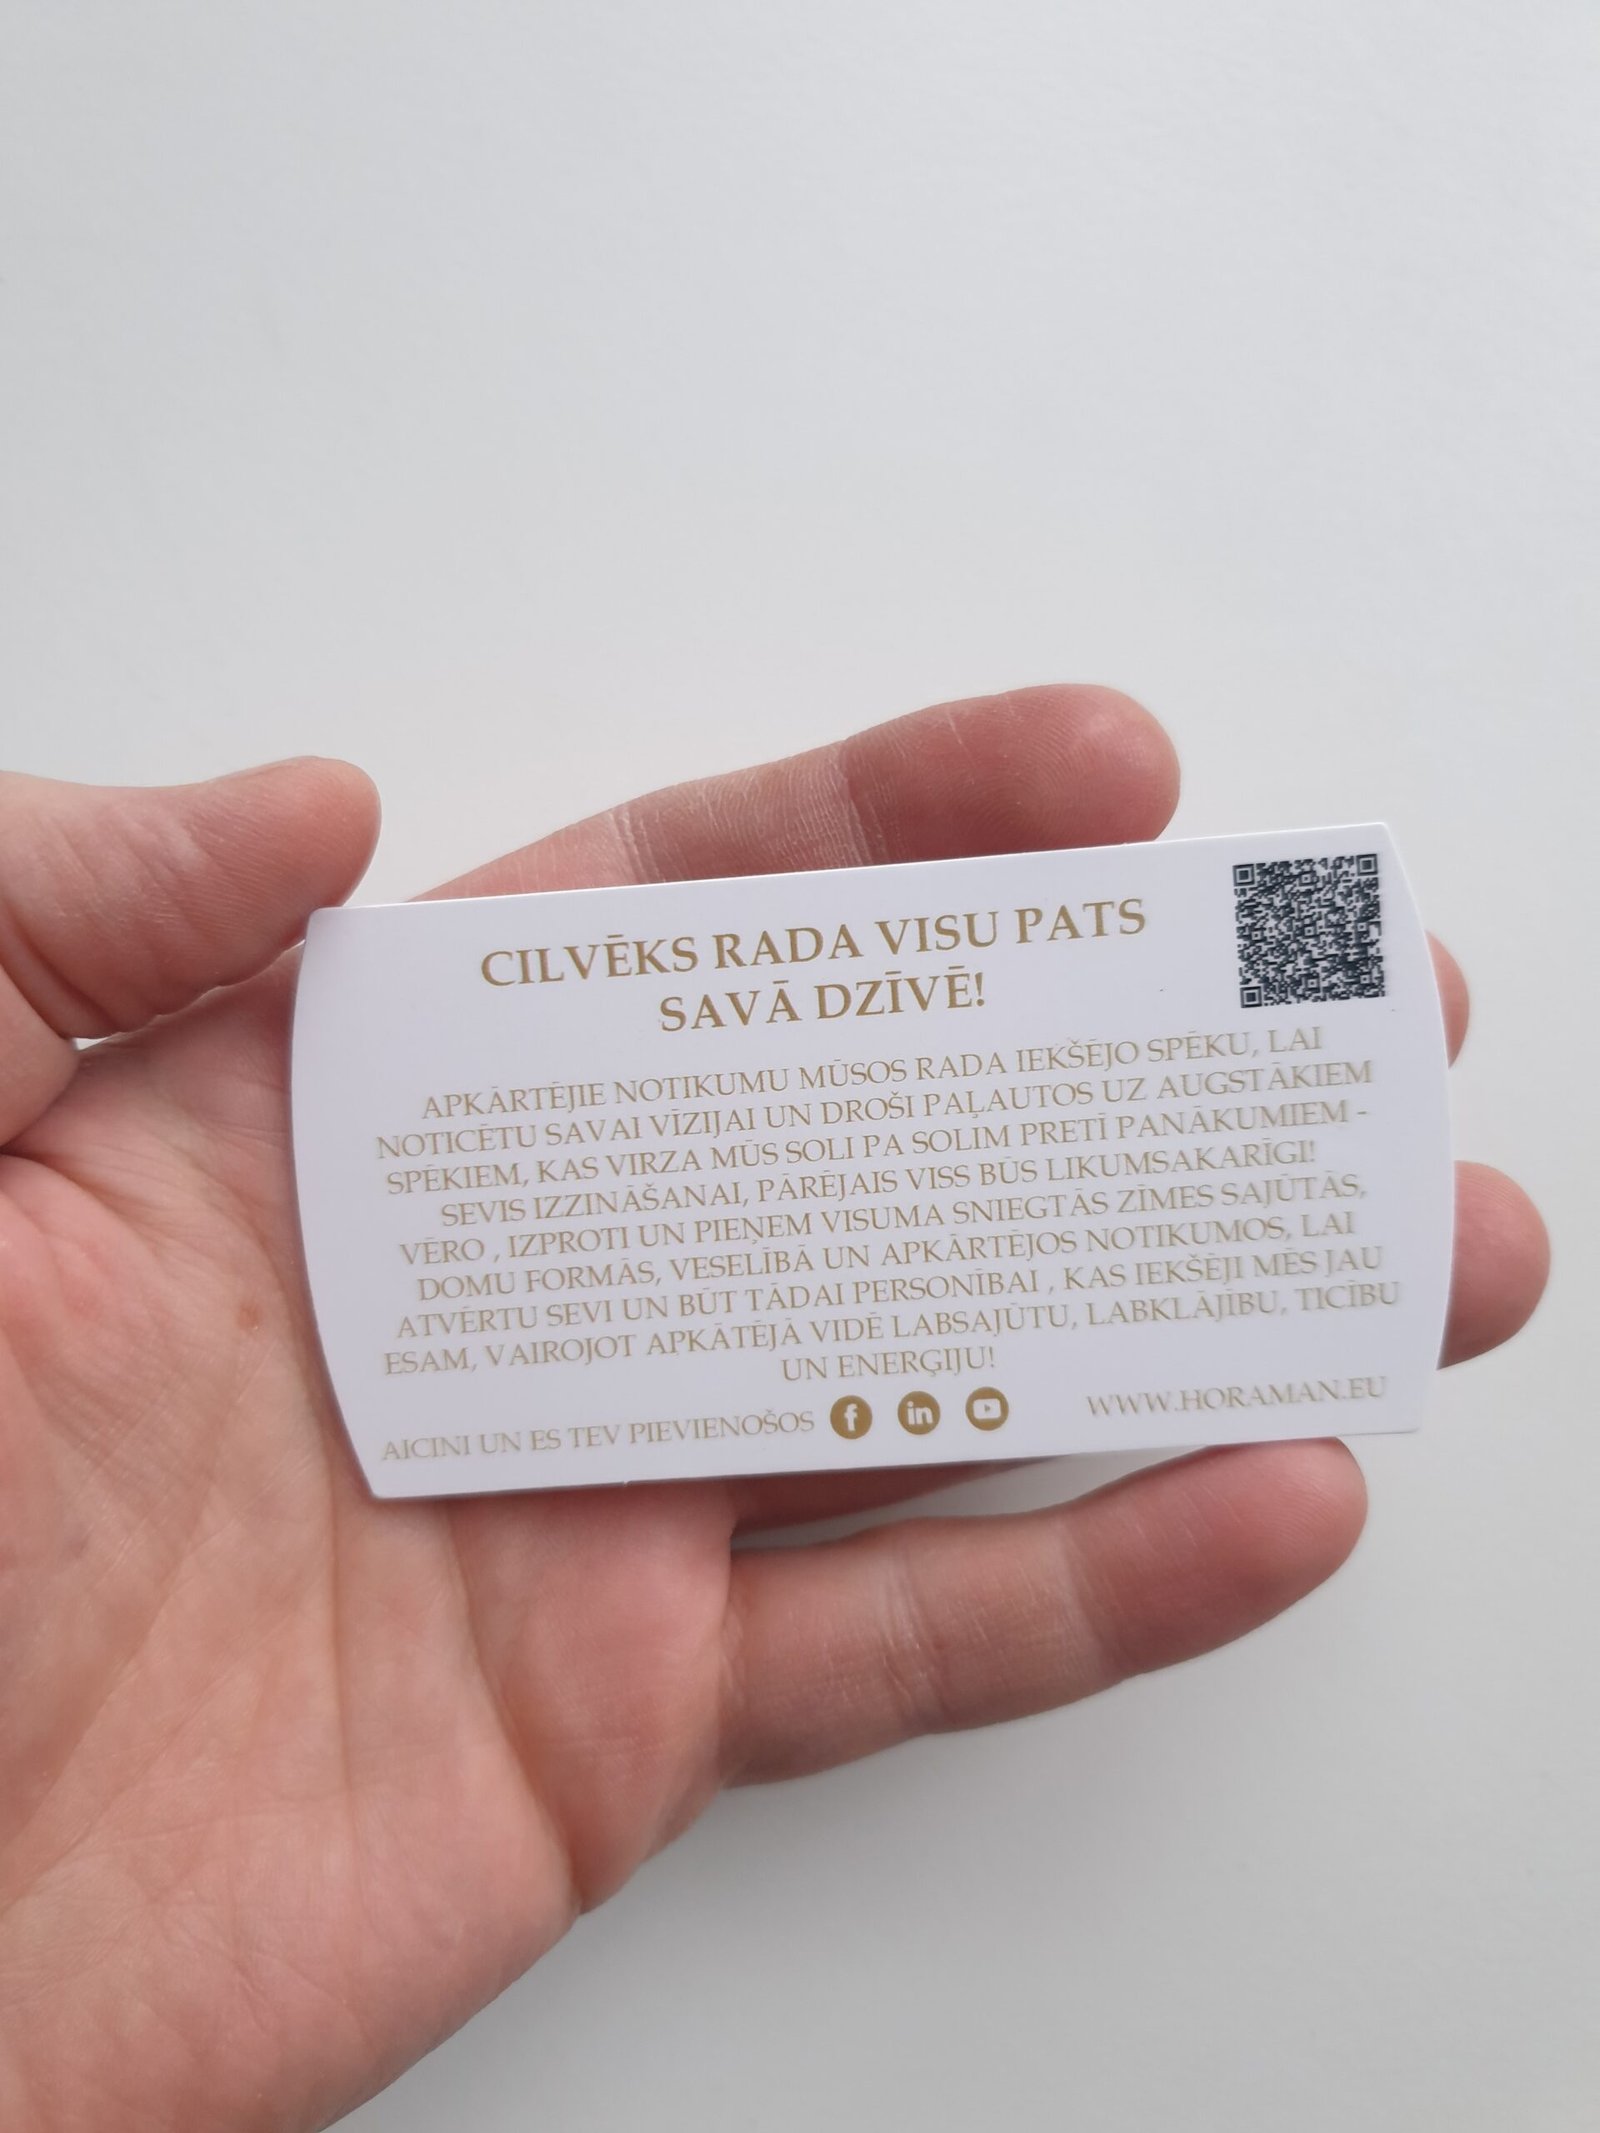 CILVĒKS RADA VISU PATS
SAVĀ DZĪVĒ!
APKĀRTĒJIE NOTIKUMU MŪSOS RADA IEKŠĒJO SPĒKU, LAI
NOTICĒTU SAVAI VĪZIJAI UN DROŠI PAĻAUTOS UZ AUGSTĀKIEM
SPĒKIEM, KAS VIRZA MŪS SOLI PA SOLIM PRETĪ PANĀKUMIEM -
SEVIS IZZINĀŠANAI, PĀRĒJAIS VISS BŪS LIKUMSAKARĪGI!
VĒRO , IZPROTI UN PIEŅEM VISUMA SNIEGTĀS ZĪMES SAJŪTĀS,
DOMU FORMĀS, VESELĪBĀ UN APKĀRTĒJOS NOTIKUMOS, LAI
ATVĒRTU SEVI UN BŪT TĀDAI PERSONĪBAI , KAS IEKŠĒJI MĒS JAU
ESAM, VAIROJOT APKĀTĒJĀ VIDĒ LABSAJŪTU, LABKLĀJĪBU, TICĪBU
UN ENERĢIJU!
AICINI UN ES TEV PIEVIENOŠOS f in WWW.HORAMAN.EU